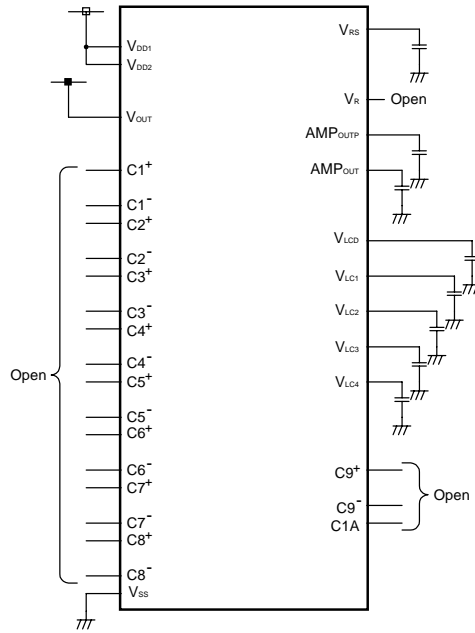 VDD1
VDD2
VOUT
C1+
C1-
C2+
C2-
C3+
C3-
C4+
C4-
C5+
C5-
C6+
C6-
C7+
C7-
C8+
C8-
VSS
Open
VRS
VR
Open
AMPOUTP
AMPOUT
VLCD
VLC1
VLC2
VLC3
VLC4
C9+
C9-
C1A
Open